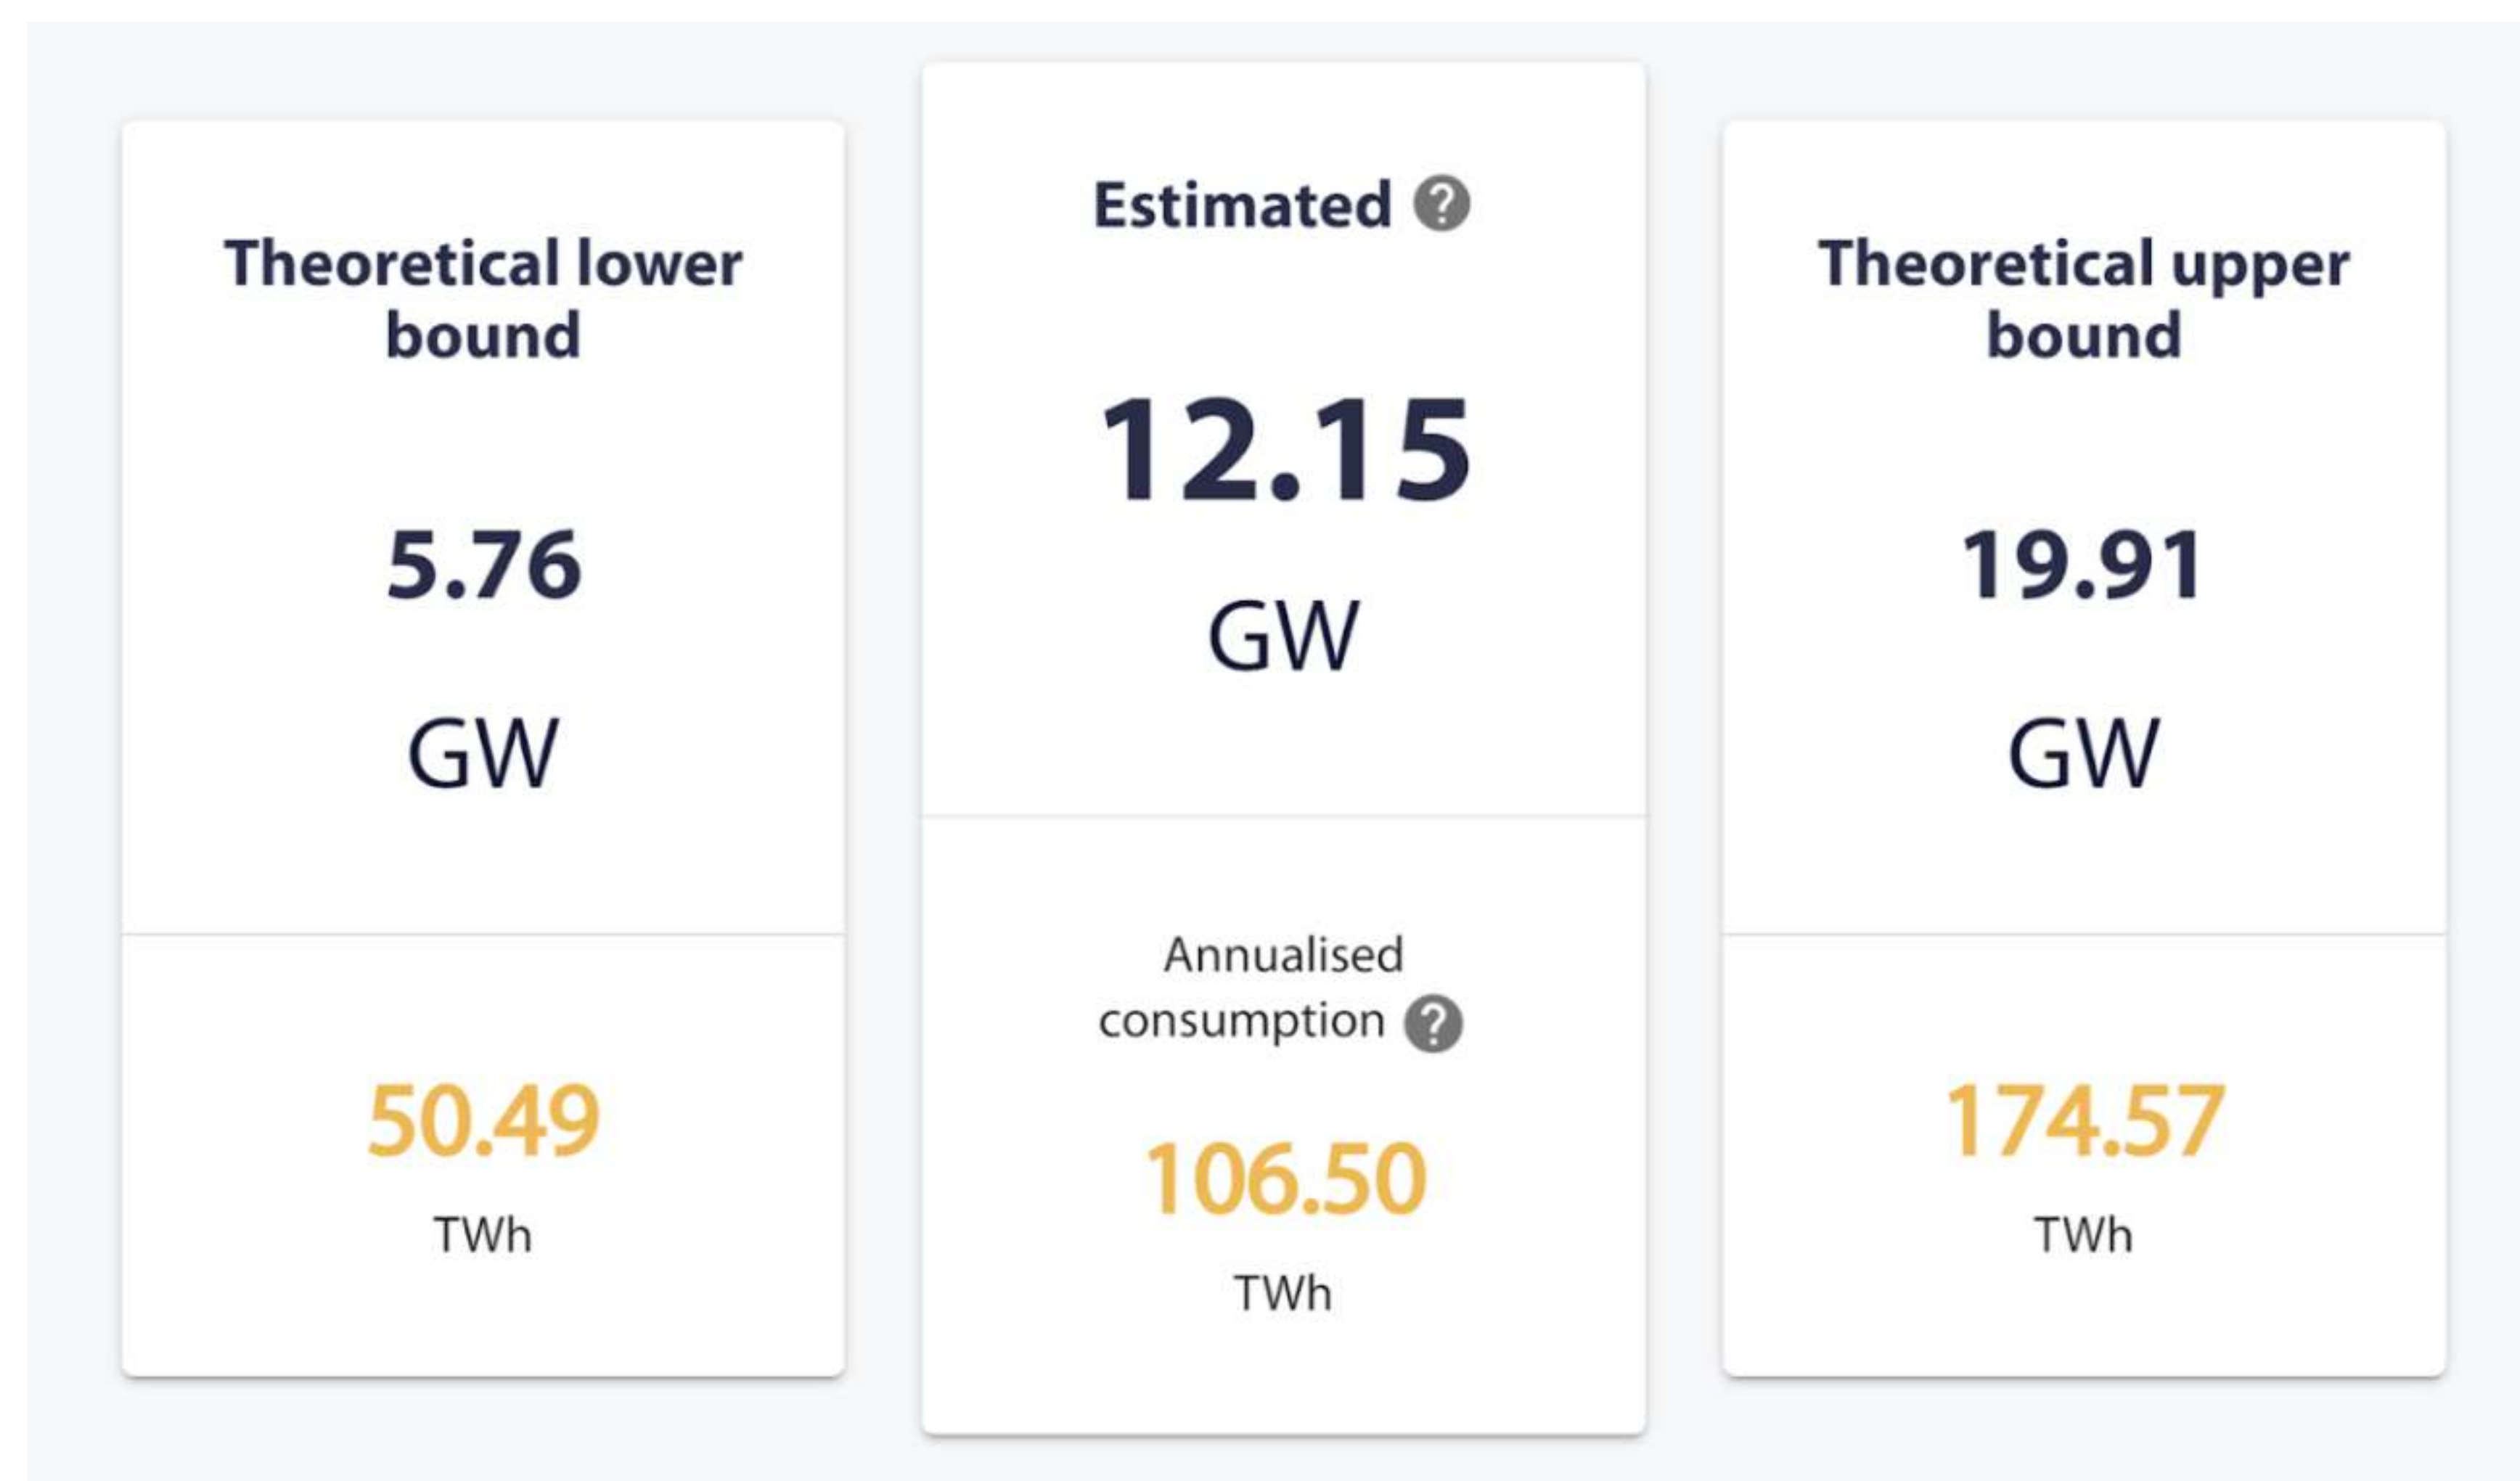 Theoretical lower
bound
5.76
GW
50.49
TWh
Estimated ?
12.15
GW
Annualised
consumption ?
106.50
TWh
Theoretical upper
bound
19.91
GW
174.57
TWh